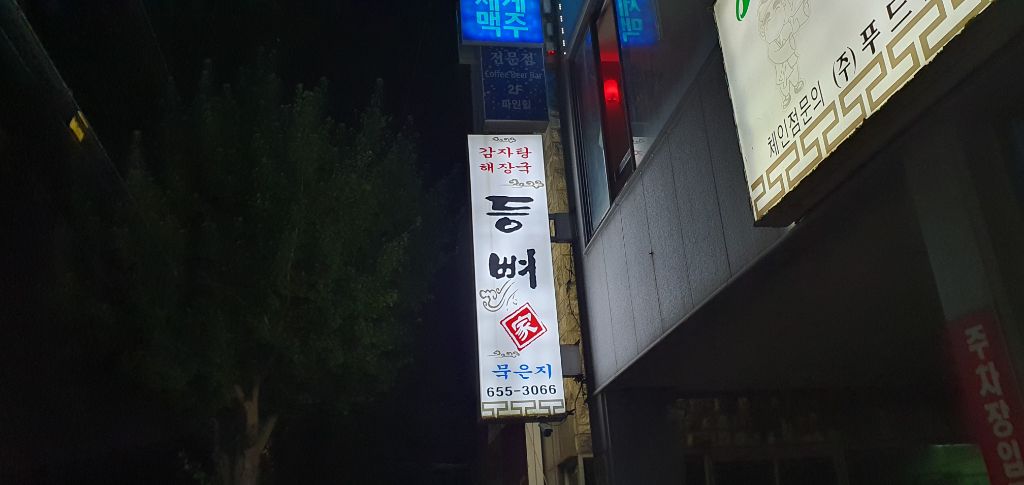 세계
맥주
전문점
Coffee Beer Bar
2F
파인힐
감자탕
해장국
등
뼈
家
묵은지
655-3066
체인점문의 (주)푸드
주차장입